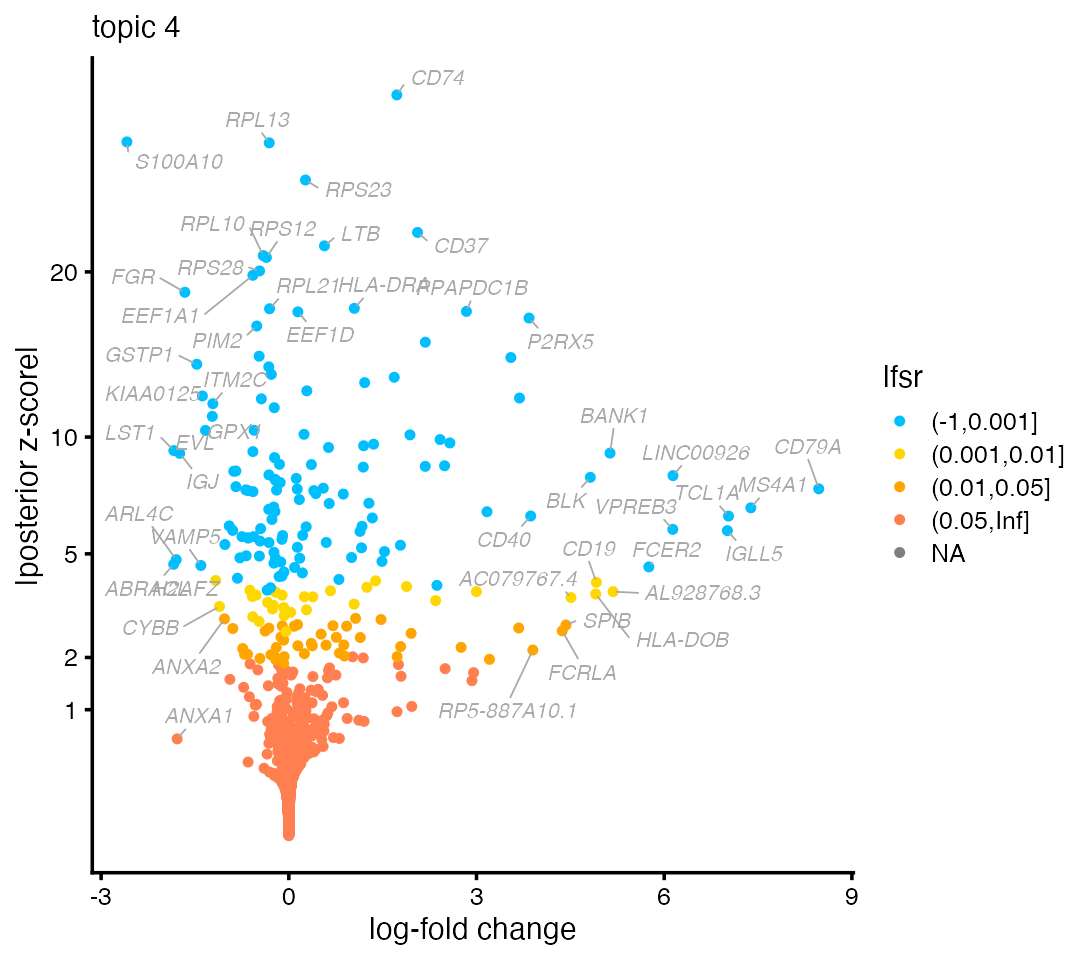 topic 4
CD74
RPL13
S100A10
RPS23
RPL10
RPS12
LTB
CD37
RPS28
FGR
RPL21
HLA-DRA
PPAPDC1B
EEF1A1
EEF1D
PIM2
P2RX5
GSTP1
ITM2C
KIAA0125
BANK1
LST1
EVL
GPX1
LINC00926
CD79A
IGJ
BLK
VPREB3
TCL1A
MS4A1
ARL4C
VAMP5
CD40
CD19
FCER2
IGLL5
AC079767.4
ABRACL
H2AFZ
AL928768.3
CYBB
SPIB
HLA-DOB
ANXA2
FCRLA
RP5-887A10.1
ANXA1
20
10
5
2
1
|posterior z-score|
-3
0
3
6
9
log-fold change
lfsr
(-1,0.001]
(0.001,0.01]
(0.01,0.05]
(0.05,Inf]
NA